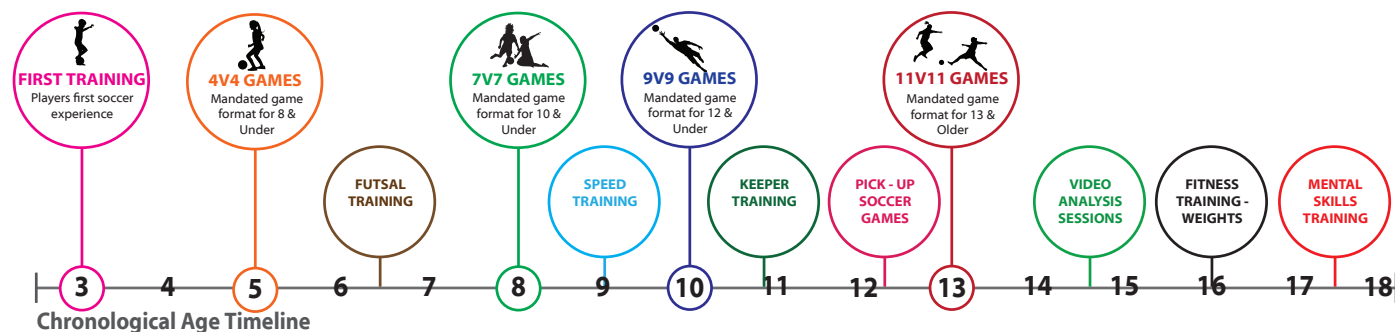 FIRST TRAINING
Players first soccer
experience
4V4 GAMES
Mandated game
format for 8 &
Under
7V7 GAMES
Mandated game
format for 10 &
Under
9V9 GAMES
Mandated game
format for 12 &
Under
11V11 GAMES
Mandated game
format for 13 &
Older
FUTSAL
TRAINING
SPEED
TRAINING
KEEPER
TRAINING
PICK - UP
SOCCER
GAMES
VIDEO
ANALYSIS
SESSIONS
FITNESS
TRAINING -
WEIGHTS
MENTAL
SKILLS
TRAINING
3 4 5 6 7 8 9 10 11 12 13 14 15 16 17 18
Chronological Age Timeline